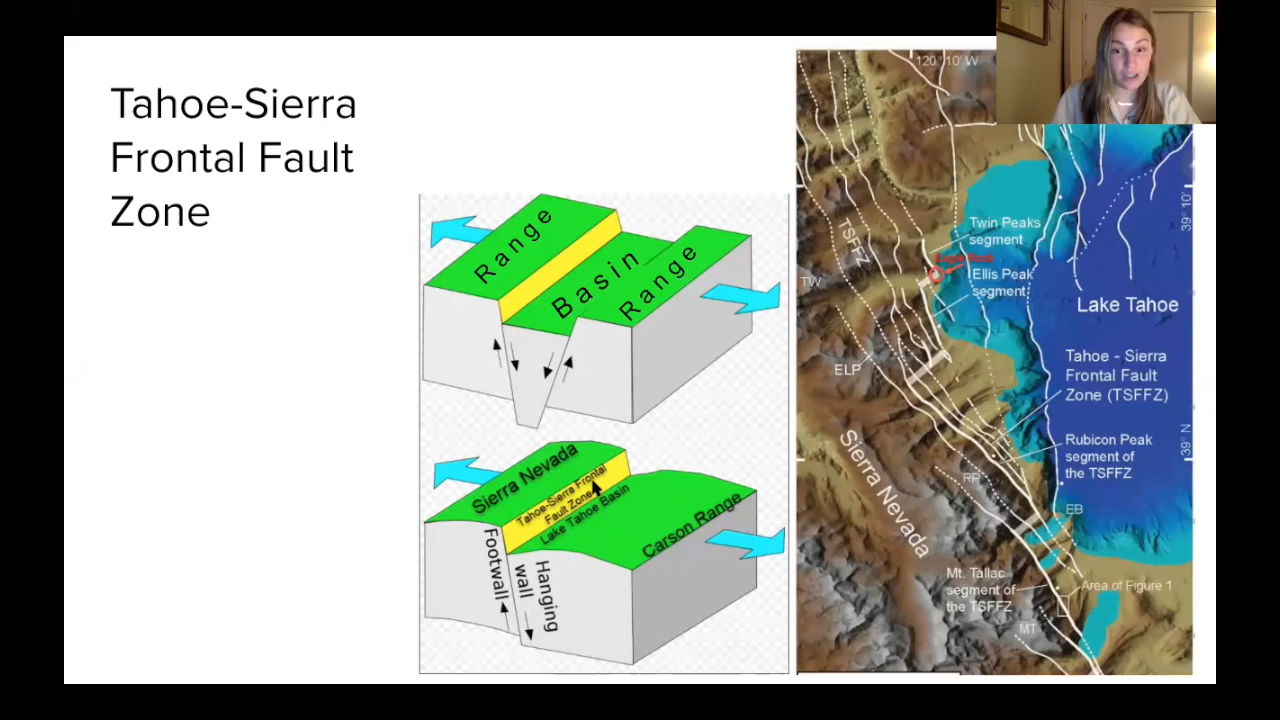 Tahoe-Sierra
Frontal Fault
Zone
Range
Basin
Range
Sierra Nevada
Tahoe-Sierra Frontal
Fault Zone
Lake Tahoe Basin
Carson Range
Footwall
Hanging
wall
120° 10' W
39° 10'
TSFFZ
Twin Peaks
segment
Eagle Rock
Ellis Peak
segment
TW
Lake Tahoe
ELP
Tahoe - Sierra
Frontal Fault
Zone (TSFFZ)
39° N
Sierra Nevada
Rubicon Peak
segment of
the TSFFZ
RP
EB
Mt. Tallac
segment of
the TSFFZ
Area of Figure 1
MT